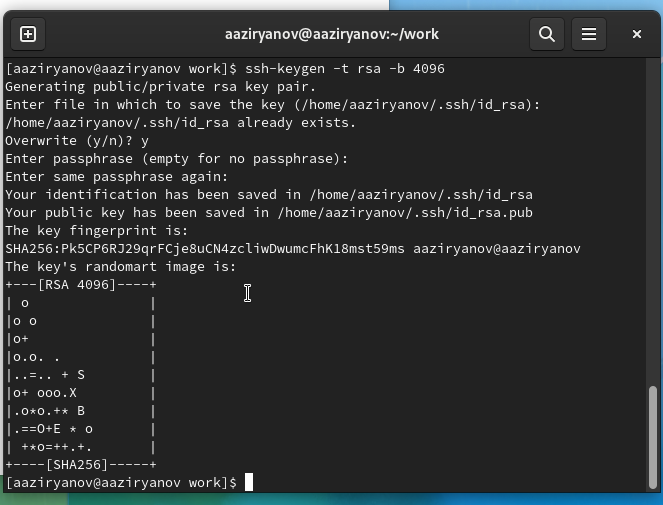 aaziryanov@aaziryanov:~/work
[aaziryanov@aaziryanov work]$ ssh-keygen -t rsa -b 4096
Generating public/private rsa key pair.
Enter file in which to save the key (/home/aaziryanov/.ssh/id_rsa):
/home/aaziryanov/.ssh/id_rsa already exists.
Overwrite (y/n)? y
Enter passphrase (empty for no passphrase):
Enter same passphrase again:
Your identification has been saved in /home/aaziryanov/.ssh/id_rsa
Your public key has been saved in /home/aaziryanov/.ssh/id_rsa.pub
The key fingerprint is:
SHA256:Pk5CP6RJ29qrFCje8uCN4zcliwDwumcFhK18mst59ms aaziryanov@aaziryanov
The key's randomart image is:
+---[RSA 4096]----+
| o               |
|o o              |
|o+               |
|o.o. .           |
|..=.. + S        |
|o+ ooo.X         |
|.o*o.+* B        |
|.==O+E * o       |
| +*o=++.+.       |
+----[SHA256]-----+
[aaziryanov@aaziryanov work]$